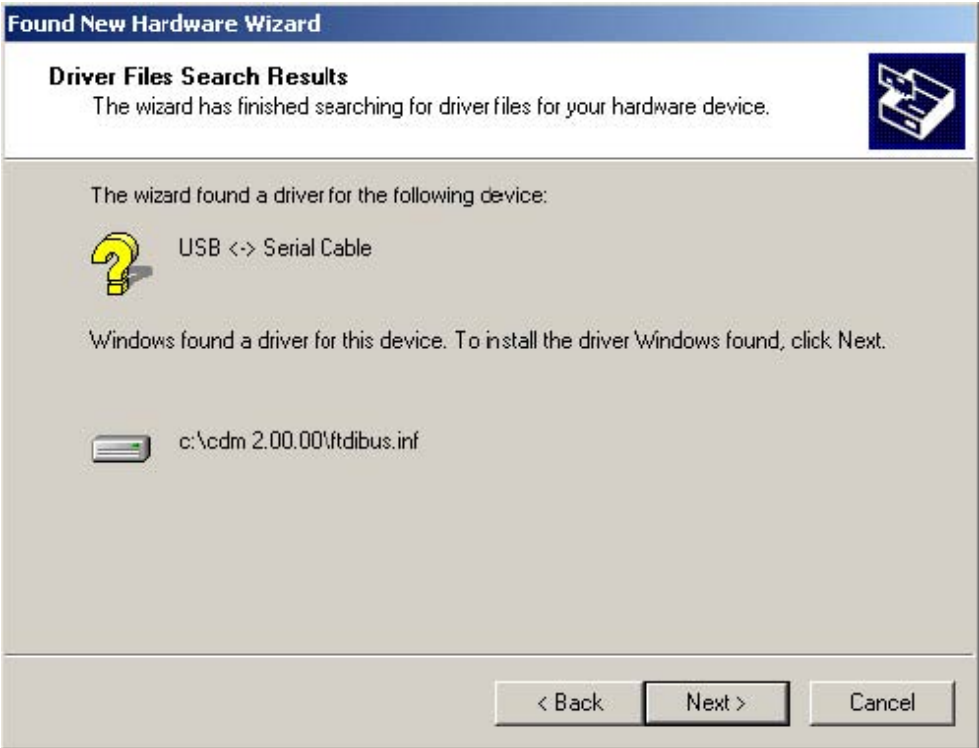 Found New Hardware Wizard
Driver Files Search Results
The wizard has finished searching for driver files for your hardware device.
The wizard found a driver for the following device:
USB <-> Serial Cable
Windows found a driver for this device. To install the driver Windows found, click Next.
c:\cdm 2.00.00\ftdibus.inf
< Back
Next >
Cancel